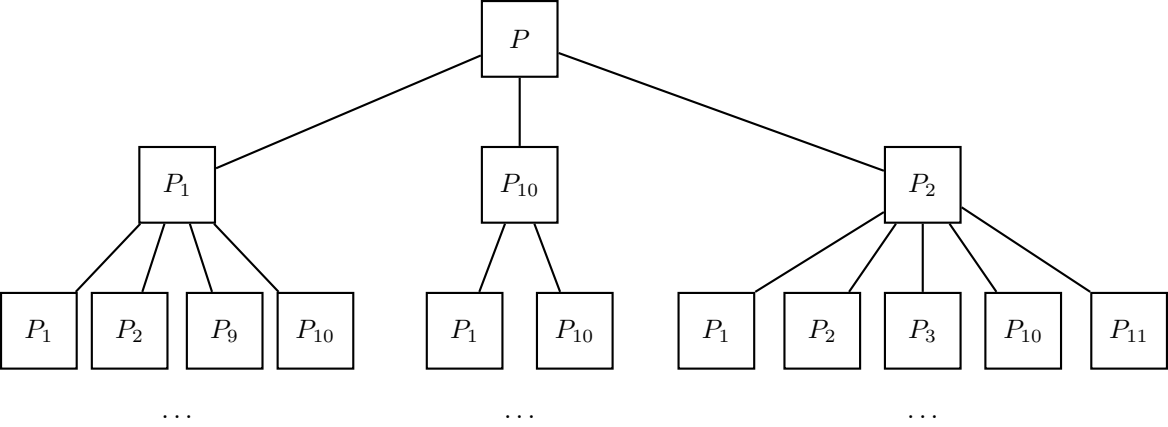 P
P₁ P₁₀ P₂
P₁ P₂ P₉ P₁₀ P₁ P₁₀ P₁ P₂ P₃ P₁₀ P₁₁
... ... ...